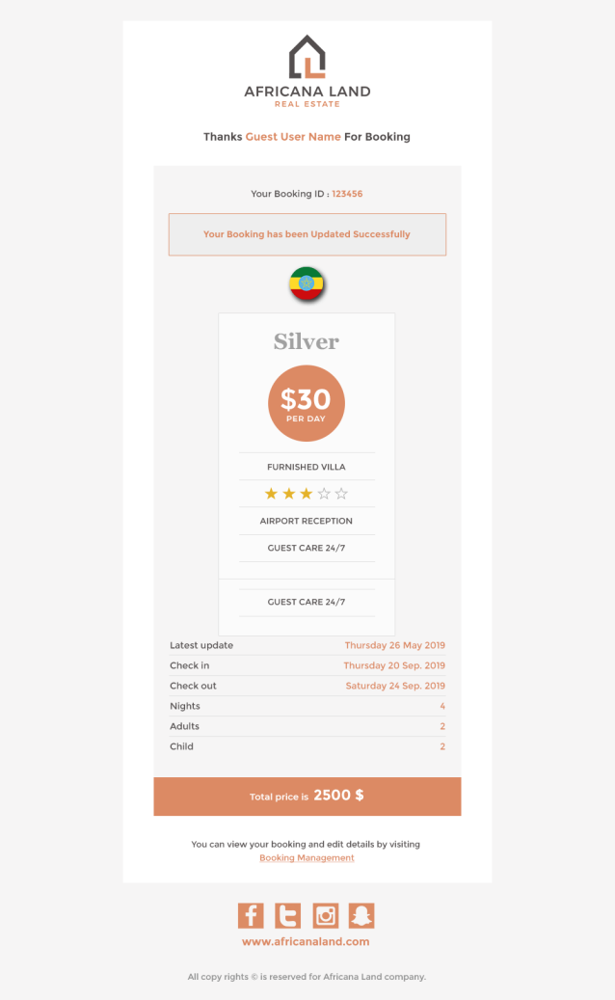 AFRICANA LAND
REAL ESTATE
Thanks Guest User Name For Booking
Your Booking ID : 123456
Your Booking has been Updated Successfully
Silver
$30
PER DAY
FURNISHED VILLA
AIRPORT RECEPTION
GUEST CARE 24/7
GUEST CARE 24/7
Latest update Thursday 26 May 2019
Check in Thursday 20 Sep. 2019
Check out Saturday 24 Sep. 2019
Nights 4
Adults 2
Child 2
Total price is 2500 $
You can view your booking and edit details by visiting
Booking Management
www.africanaland.com
All copy rights © is reserved for Africana Land company.